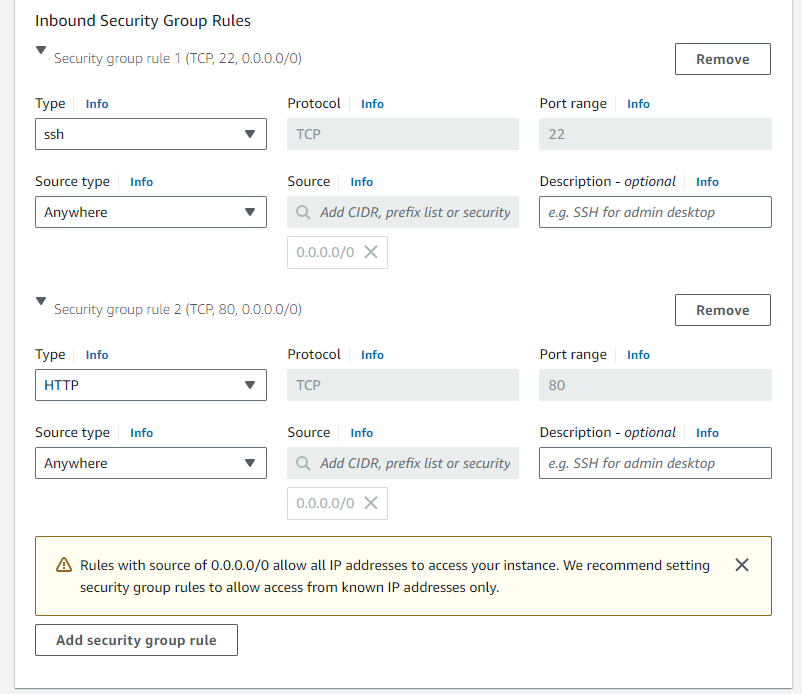 Inbound Security Group Rules
Security group rule 1 (TCP, 22, 0.0.0.0/0)
Remove
Type Info Protocol Info Port range Info
ssh TCP 22
Source type Info Source Info Description - optional Info
Anywhere Add CIDR, prefix list or security e.g. SSH for admin desktop
0.0.0.0/0
Security group rule 2 (TCP, 80, 0.0.0.0/0)
Remove
Type Info Protocol Info Port range Info
HTTP TCP 80
Source type Info Source Info Description - optional Info
Anywhere Add CIDR, prefix list or security e.g. SSH for admin desktop
0.0.0.0/0
Rules with source of 0.0.0.0/0 allow all IP addresses to access your instance. We recommend setting
security group rules to allow access from known IP addresses only.
Add security group rule